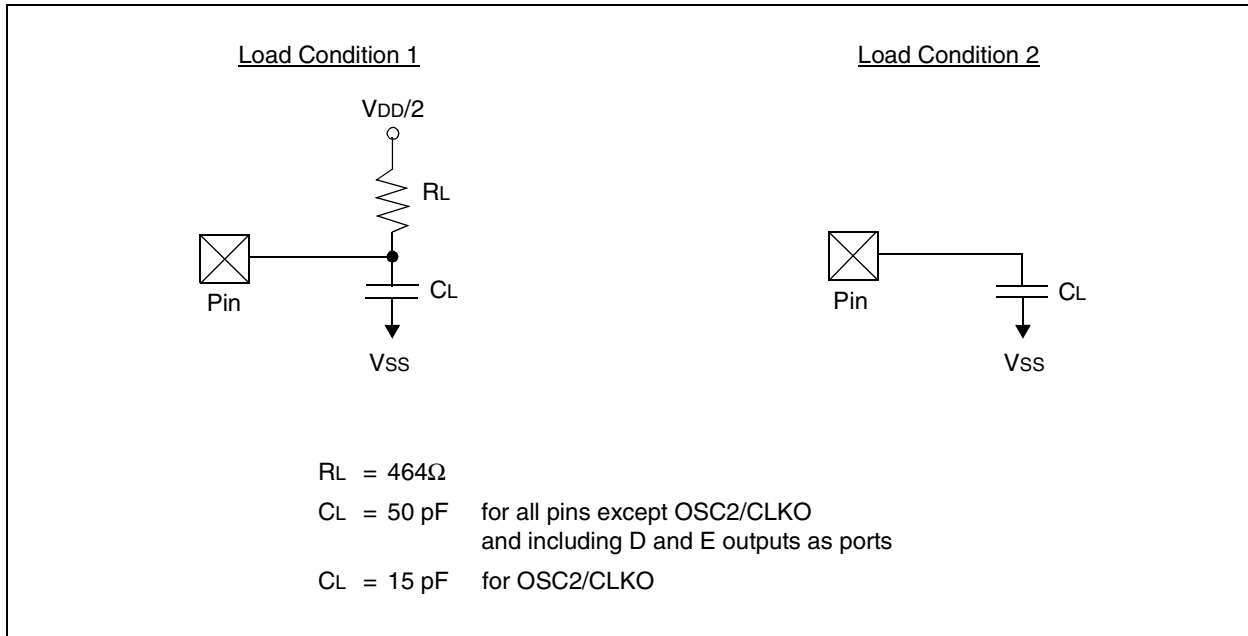 Load Condition 1
VDD/2
RL
Pin
CL
VSS
Load Condition 2
Pin
CL
VSS
RL = 464Ω
CL = 50 pF for all pins except OSC2/CLKO
and including D and E outputs as ports
CL = 15 pF for OSC2/CLKO